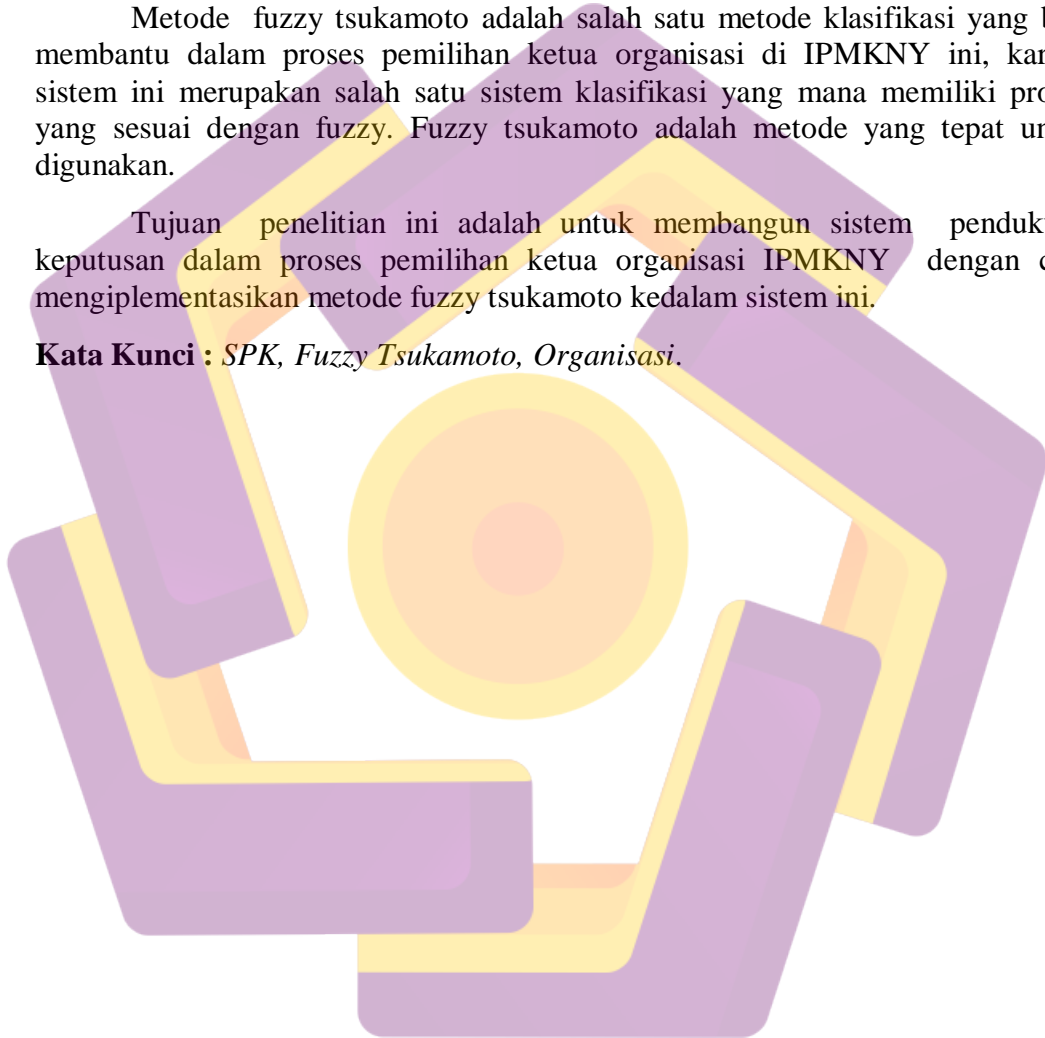 Metode fuzzy tsukamoto adalah salah satu metode klasifikasi yang
membantu dalam proses pemilihan ketua organisasi di IPMKNY ini,
sistem ini merupakan salah satu sistem klasifikasi yang mana memiliki
yang sesuai dengan fuzzy. Fuzzy tsukamoto adalah metode yang tepat
digunakan.
Tujuan penelitian ini adalah untuk membangun sistem
keputusan dalam proses pemilihan ketua organisasi IPMKNY dengan
mengiplementasikan metode fuzzy tsukamoto kedalam sistem ini.
Kata Kunci : SPK, Fuzzy Tsukamoto, Organisasi.